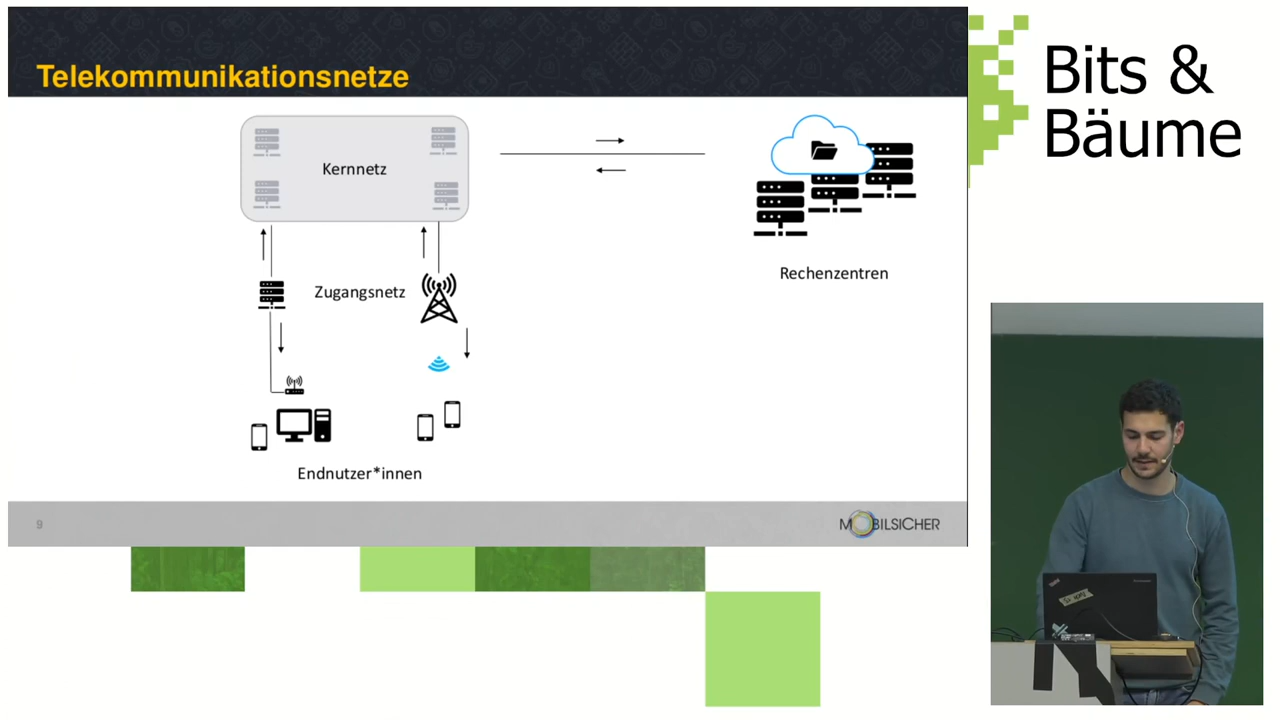 Telekommunikationsnetze
Bits &
Bäume
Kernnetz
Zugangsnetz
Rechenzentren
Endnutzer*innen
9
MOBILSICHER